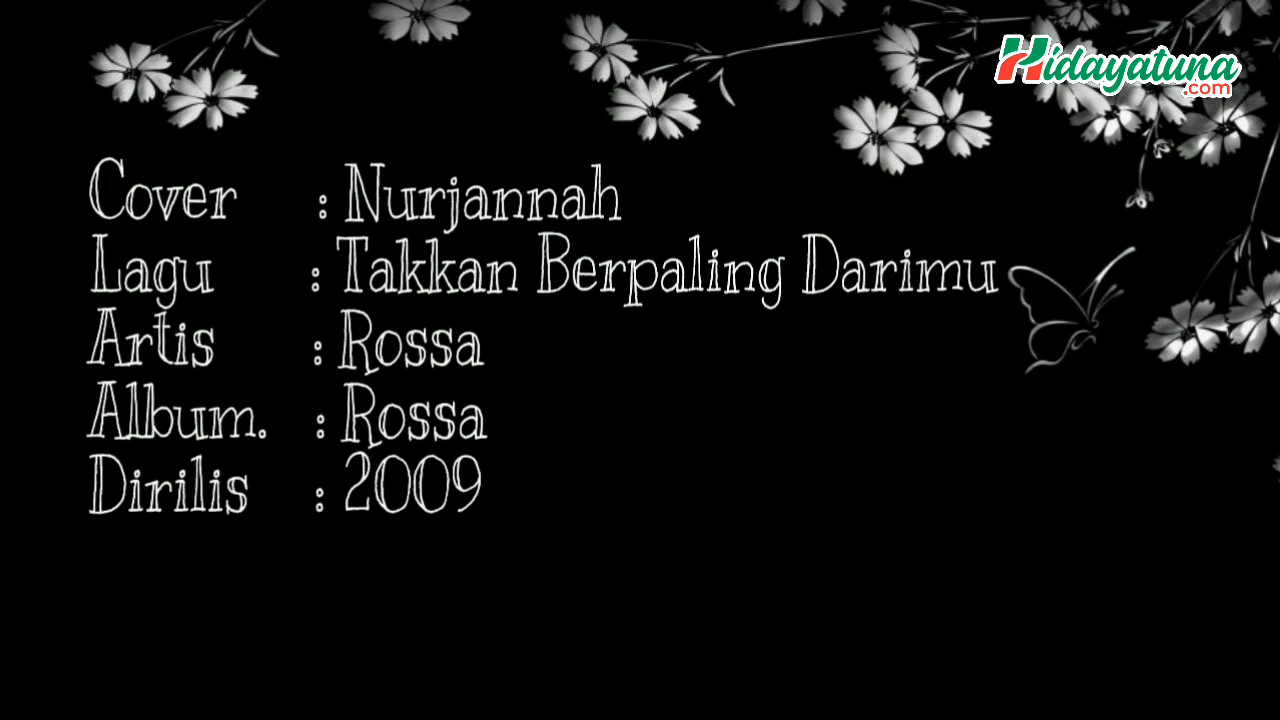 Hidayatuna
.com
Cover : Nurjannah
Lagu : Takkan Berpaling Darimu
Artis : Rossa
Album. : Rossa
Dirilis : 2009